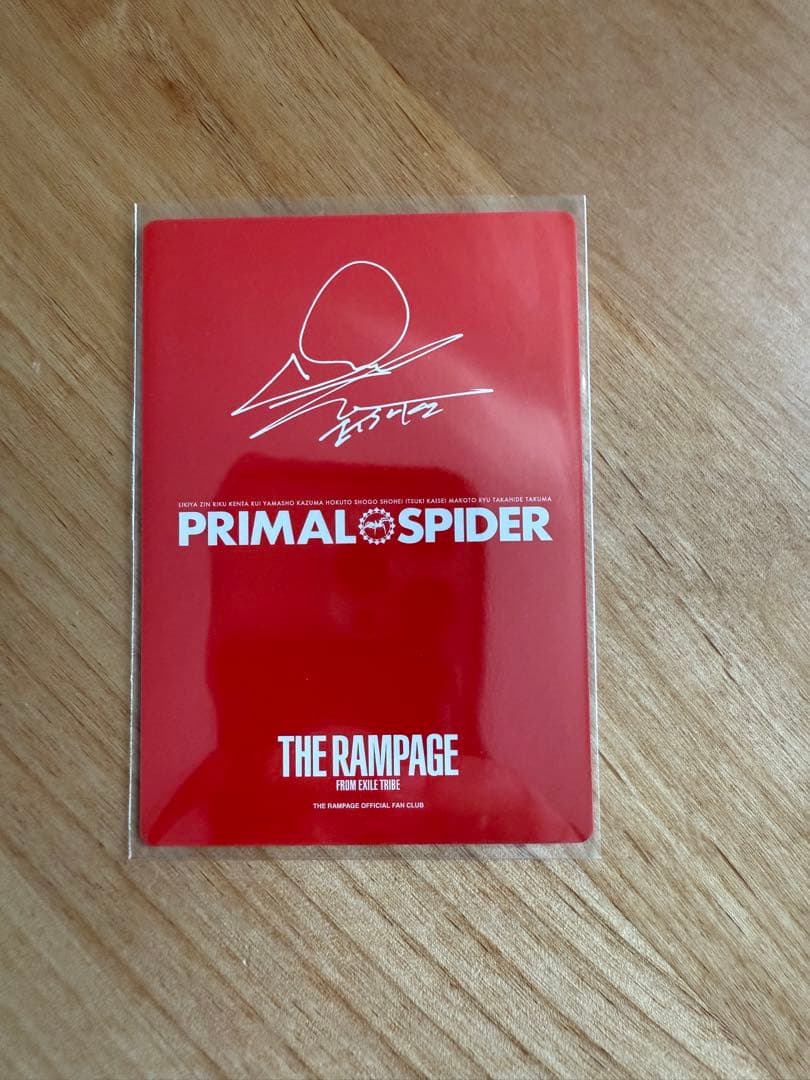 LIKIYA ZIN RIKU KENTA RUI YAMASHO KAZUMA HOKUTO SHOGO SHOHEI ITSUKI KAISEI MAKOTO RYU TAKAHIDE TAKUMA
PRIMAL SPIDER
THE RAMPAGE
FROM EXILE TRIBE
THE RAMPAGE OFFICIAL FAN CLUB